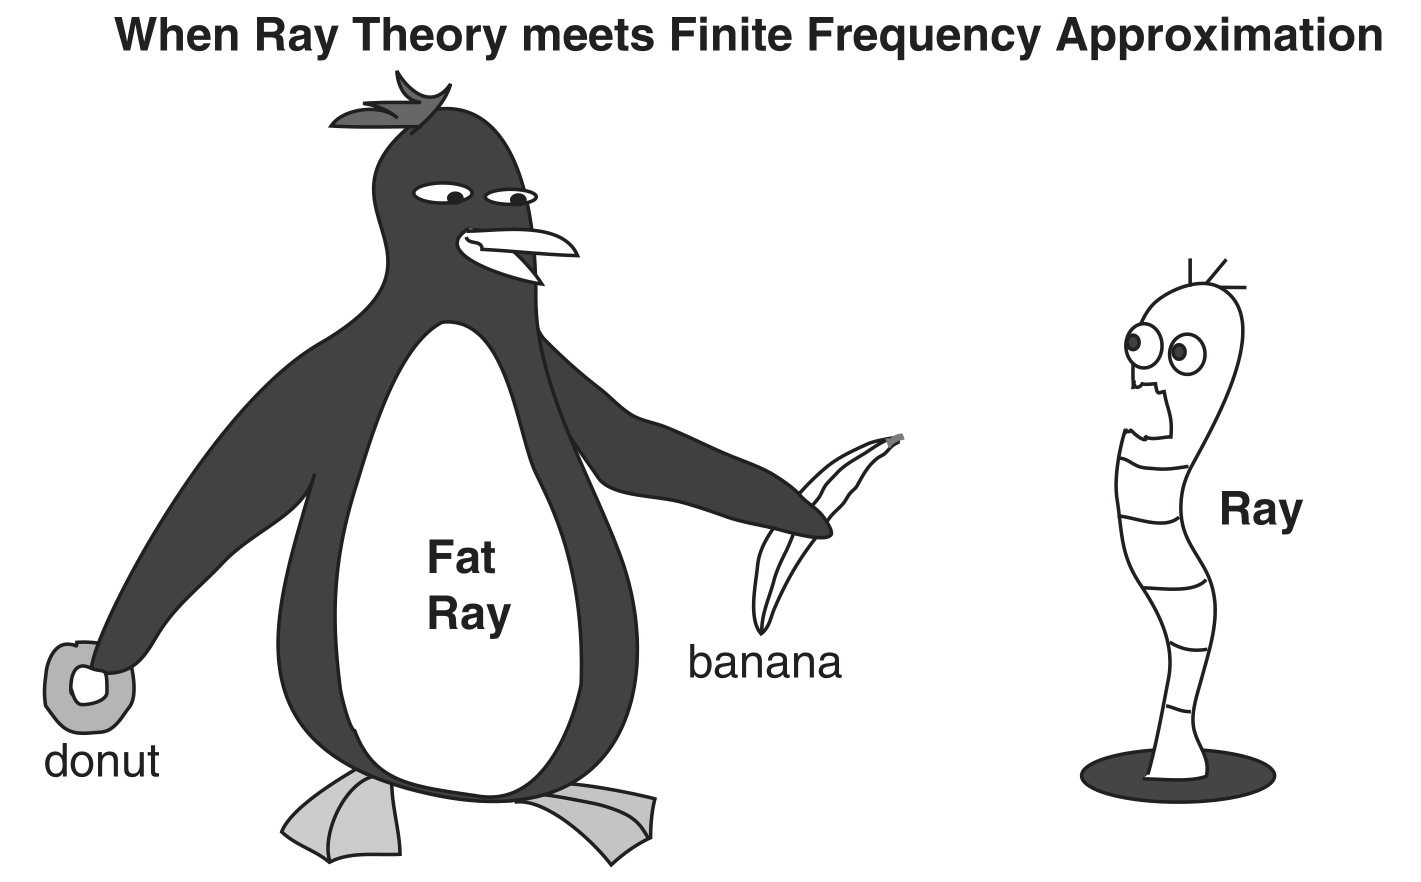 When Ray Theory meets Finite Frequency Approximation
Fat
Ray
Ray
banana
donut